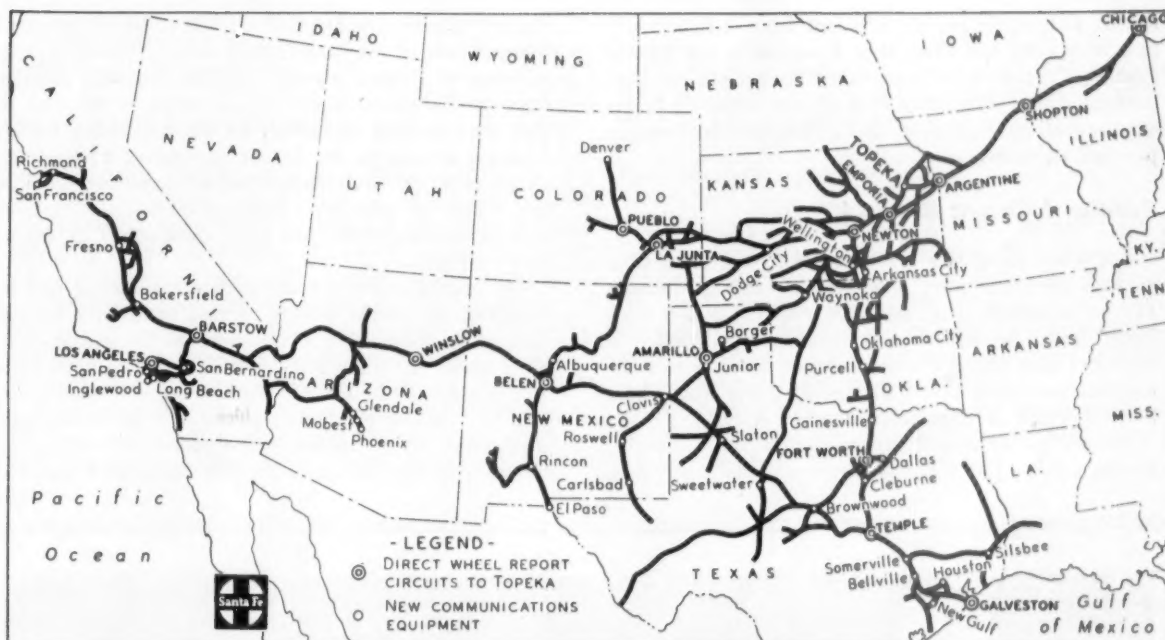 IDAHO
WYOMING
IOWA
CHICAGO
NEBRASKA
SHOPTON
ILLINOIS
CALIFORNIA
NEVADA
UTAH
Denver
COLORADO
PUEBLO
LA JUNTA
KANSAS
TOPEKA
EMPORIA
ARGENTINE
MISSOURI
NEWTON
Wellington
Dodge City
Arkansas City
KY.
TENN
Richmond
San Francisco
Fresno
Bakersfield
BARSTOW
LOS ANGELES
San Pedro
Inglewood
Long Beach
San Bernardino
ARIZONA
WINSLOW
Glendale
Mobest
Phoenix
Albuquerque
BELEN
NEW MEXICO
Clovis
Roswell
Carlsbad
Rincon
El Paso
Waynoka
Borger
AMARILLO
Junior
Oklahoma City
Purcell
OKLA.
ARKANSAS
Gainesville
MISS.
Slaton
FORT WORTH
Dallas
Cleburne
Sweetwater
Brownwood
LA.
TEMPLE
TEXAS
Somerville
Silsbee
Bellville
Houston
GALVESTON
New Gulf
Gulf
of Mexico
Pacific
Ocean
Santa Fe
-LEGEND-
DIRECT WHEEL REPORT
CIRCUITS TO TOPEKA
NEW COMMUNICATIONS
EQUIPMENT